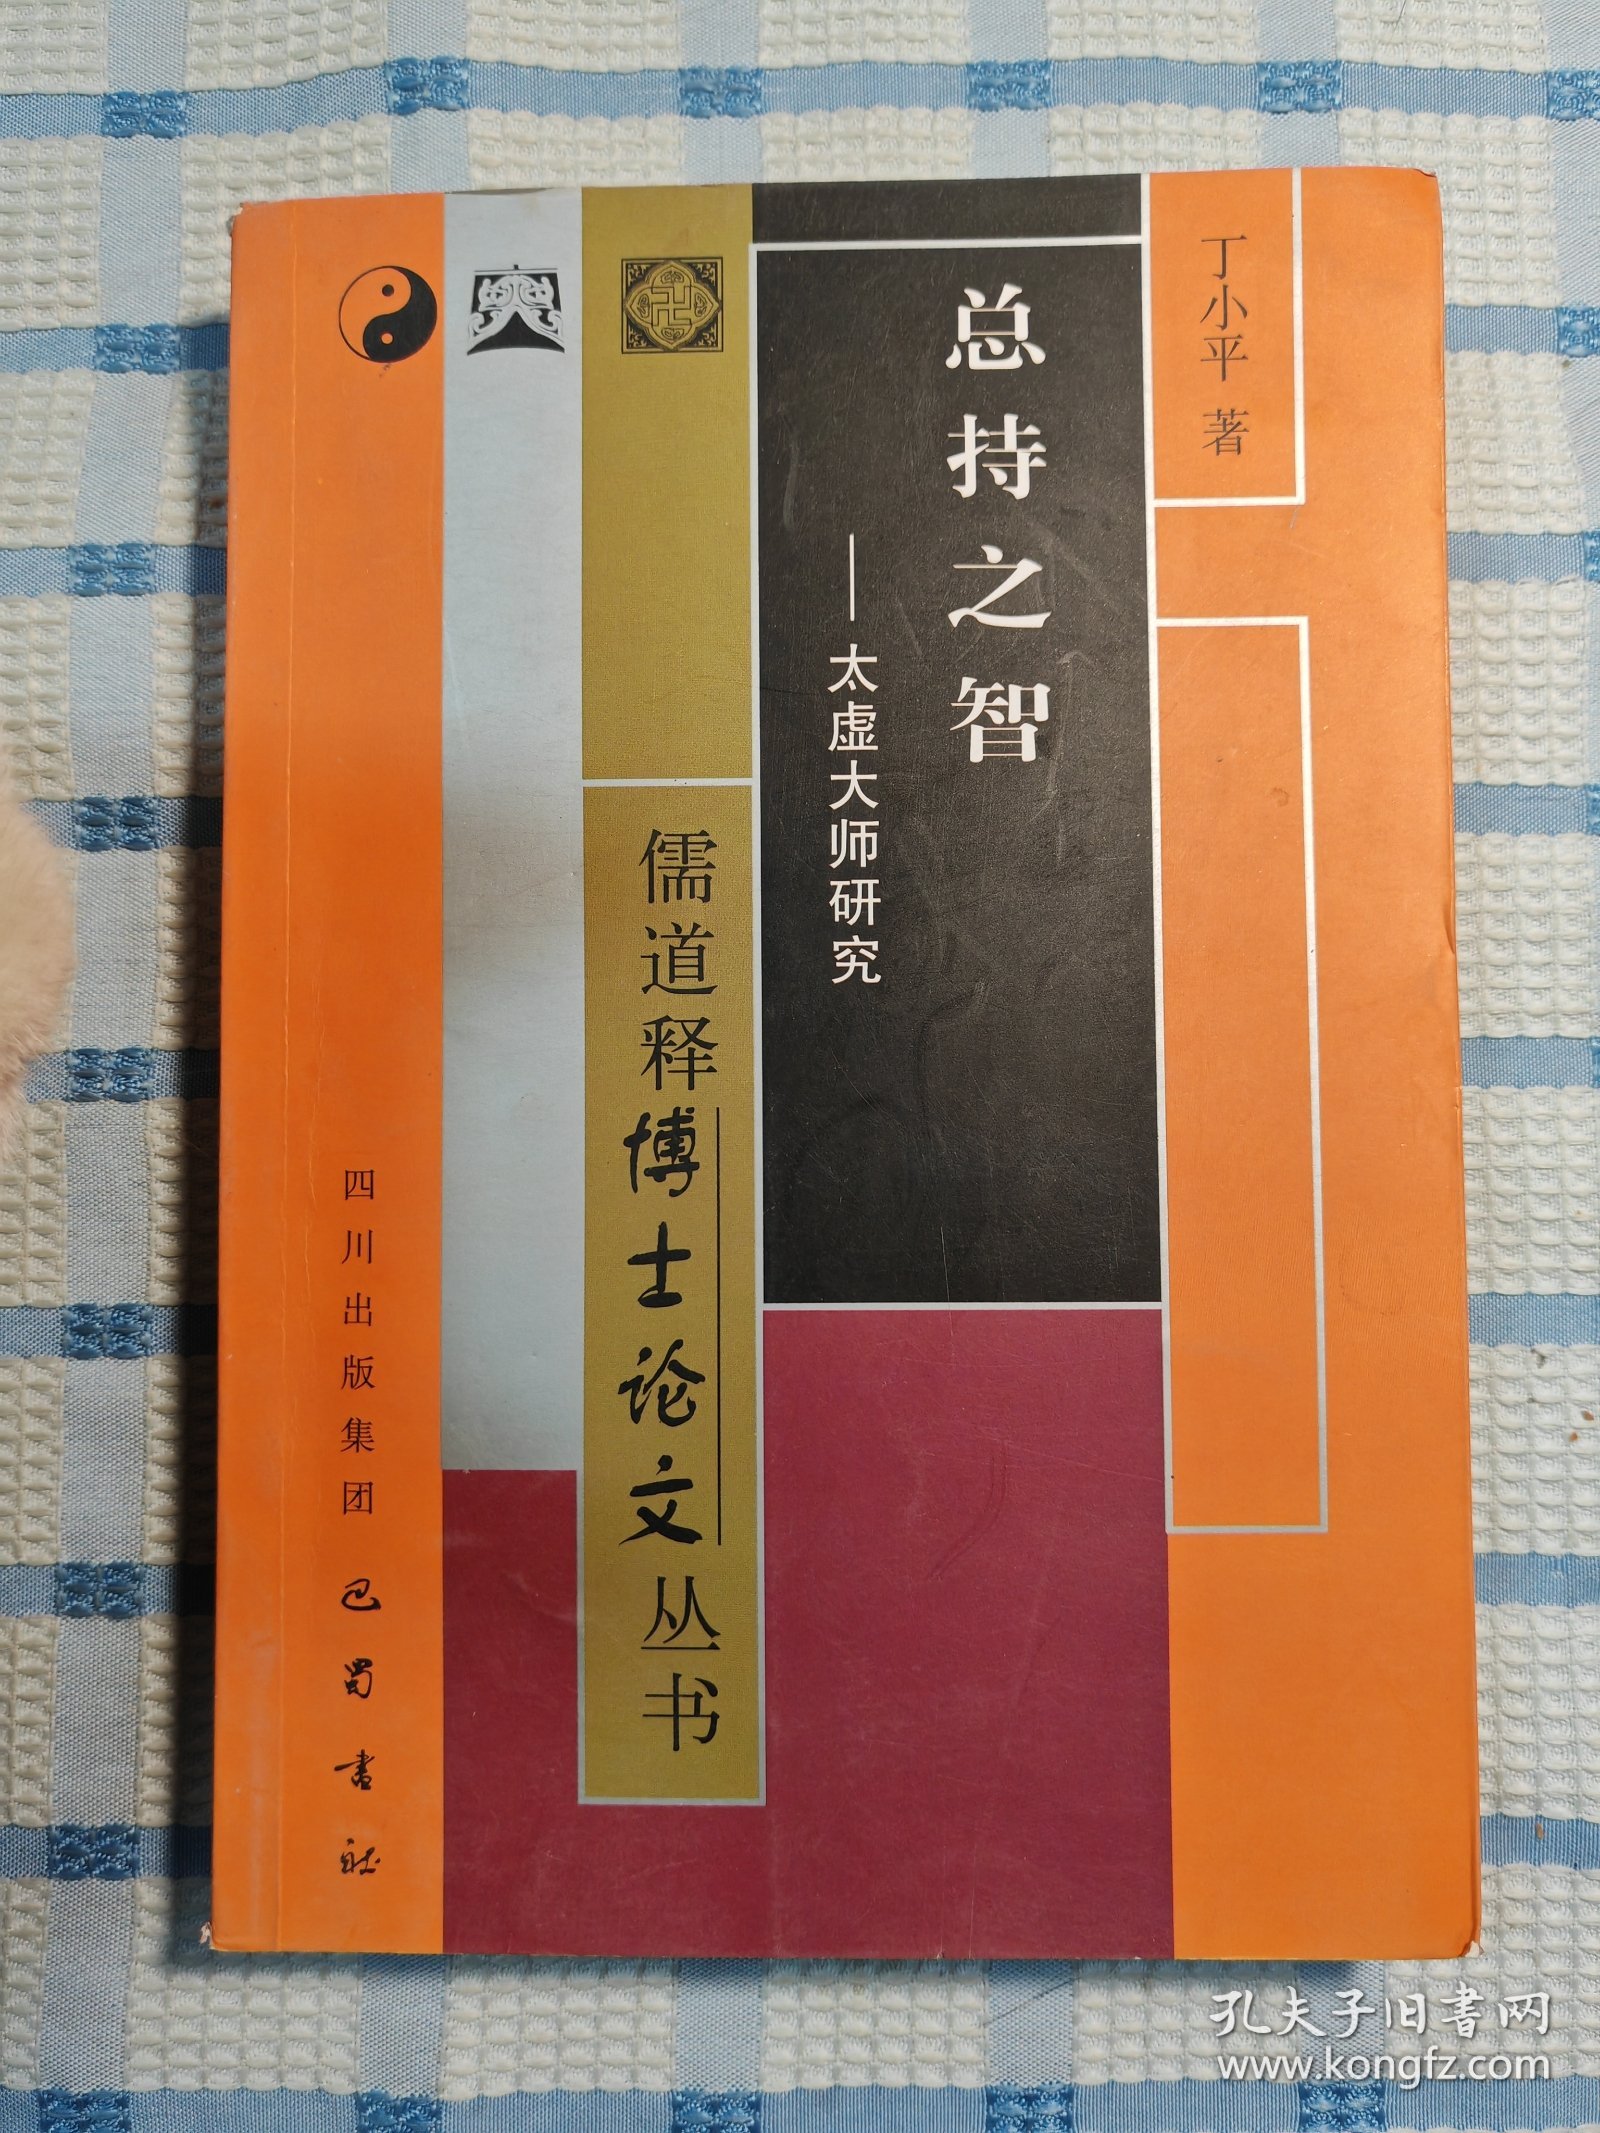 丁小平 著
总持之智
——太虚大师研究
儒道释博士论文丛书
四川出版集团 巴蜀书社
孔夫子旧书网
www.kongfz.com